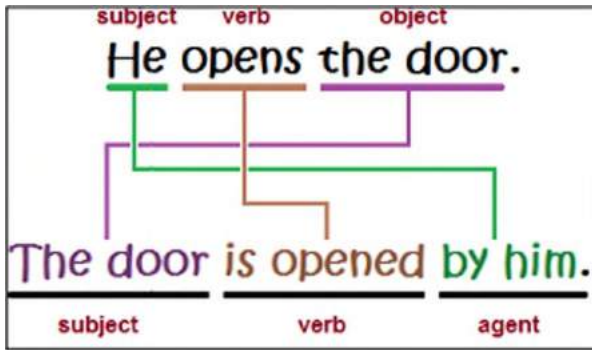 subject verb object
He opens the door.
The door is opened by him.
subject verb agent